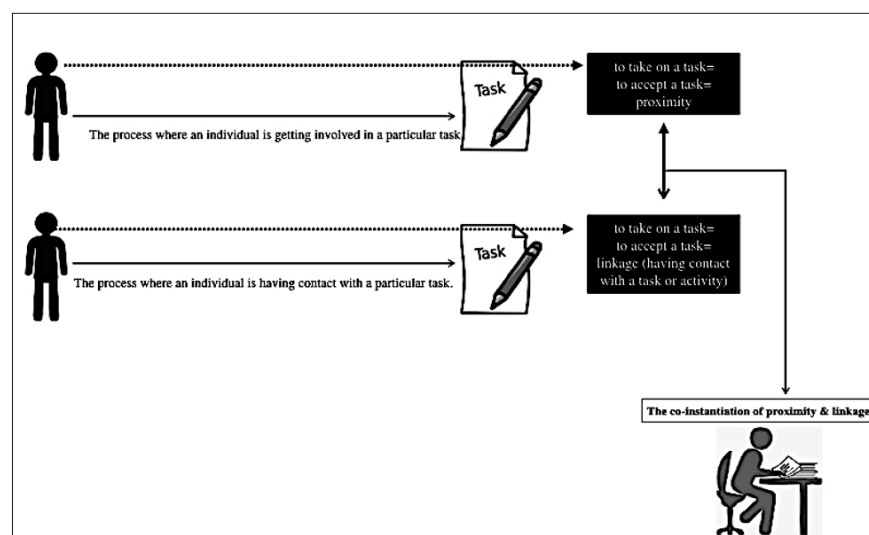 Task
to take on a task=
to accept a task=
proximity
The process where an individual is getting involved in a particular task.
Task
to take on a task=
to accept a task=
linkage (having contact
with a task or activity)
The process where an individual is having contact with a particular task.
The co-instantiation of proximity & linkage